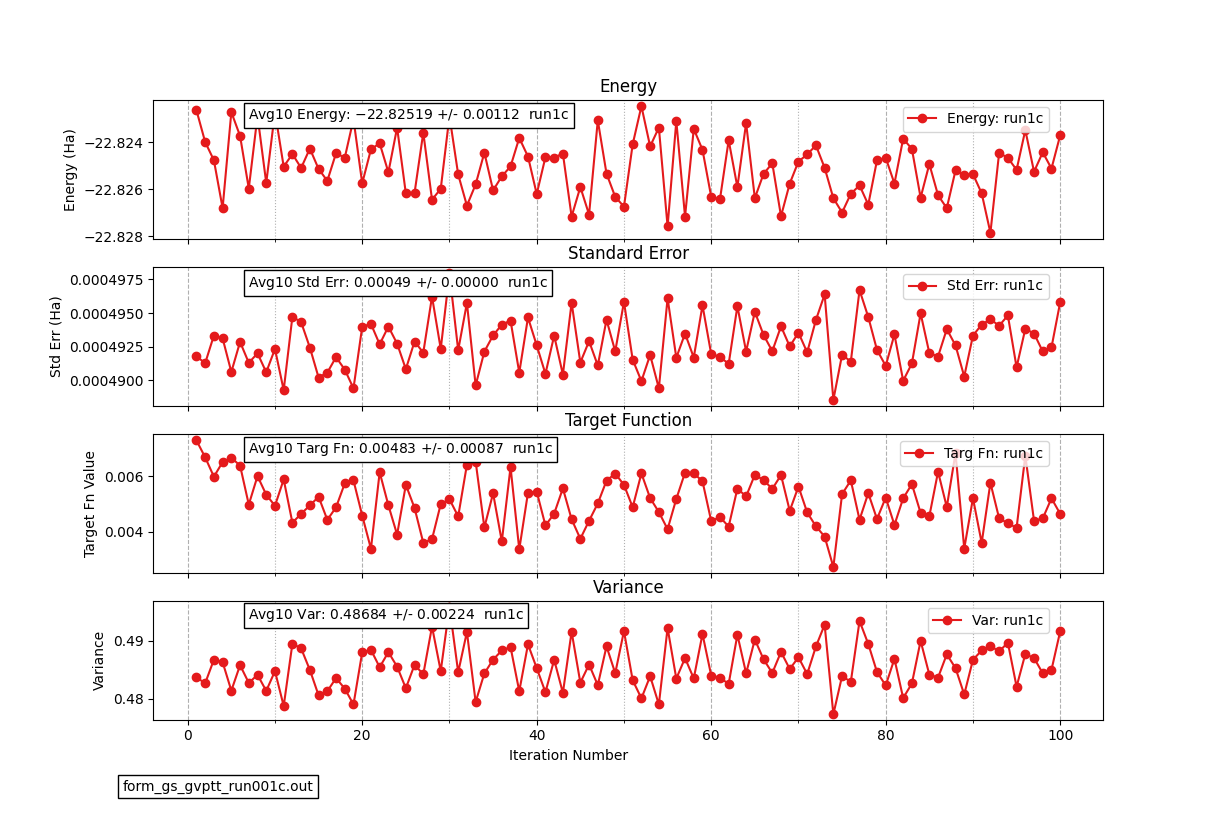 Energy
Avg10 Energy: −22.82519 +/- 0.00112  run1c
Energy: run1c
Energy (Ha)
−22.824
−22.826
−22.828
Standard Error
Avg10 Std Err: 0.00049 +/- 0.00000  run1c
Std Err: run1c
Std Err (Ha)
0.0004975
0.0004950
0.0004925
0.0004900
Target Function
Avg10 Targ Fn: 0.00483 +/- 0.00087  run1c
Targ Fn: run1c
Target Fn Value
0.006
0.004
Variance
Avg10 Var: 0.48684 +/- 0.00224  run1c
Var: run1c
Variance
0.49
0.48
0 20 40 60 80 100
Iteration Number
form_gs_gvptt_run001c.out